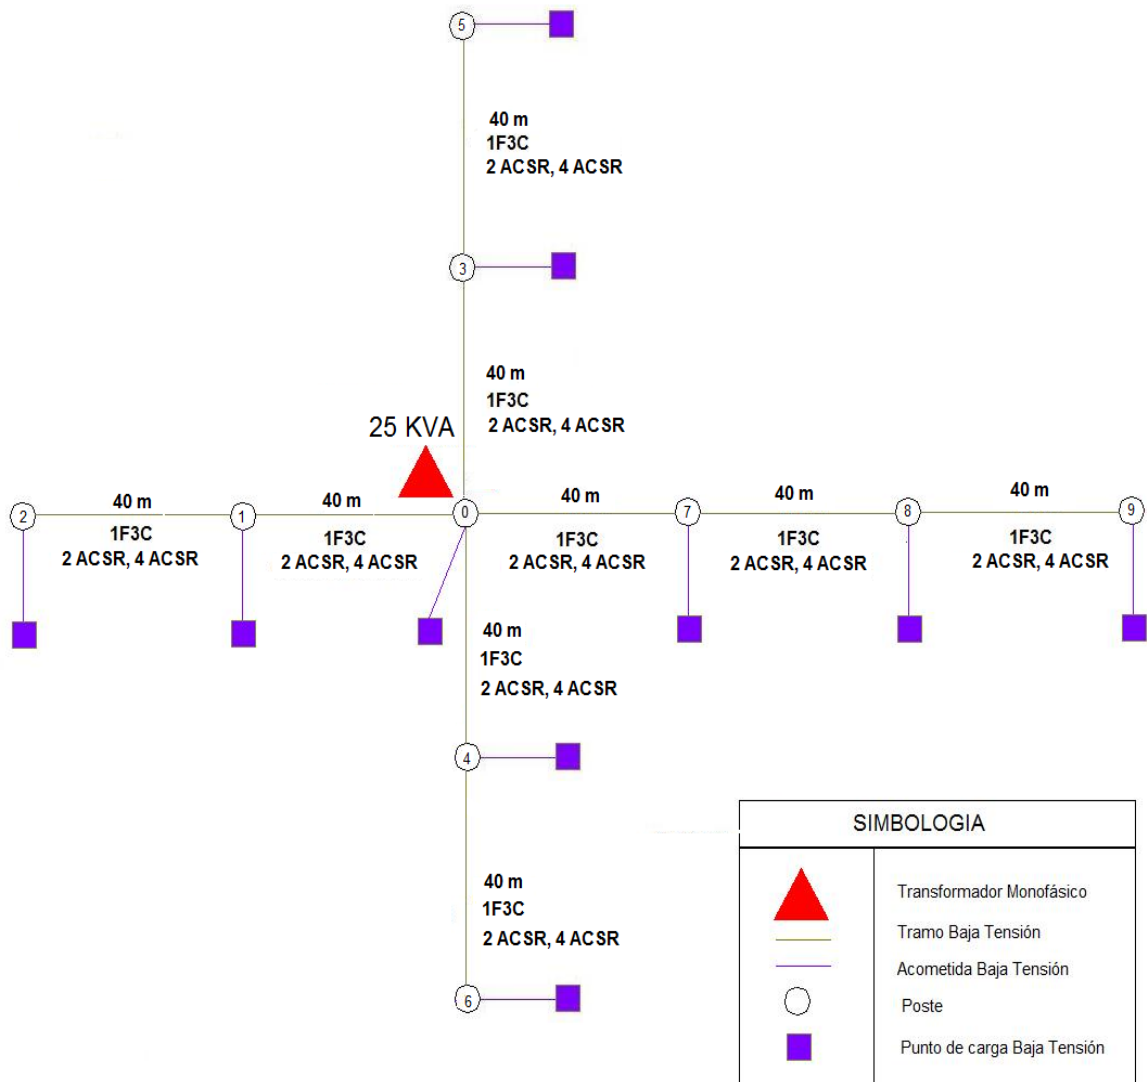 5
40 m
1F3C
2 ACSR, 4 ACSR
3
40 m
1F3C
2 ACSR, 4 ACSR
25 KVA
2
40 m
1F3C
2 ACSR, 4 ACSR
1
40 m
1F3C
2 ACSR, 4 ACSR
0
40 m
1F3C
2 ACSR, 4 ACSR
7
40 m
1F3C
2 ACSR, 4 ACSR
8
40 m
1F3C
2 ACSR, 4 ACSR
9
40 m
1F3C
2 ACSR, 4 ACSR
4
40 m
1F3C
2 ACSR, 4 ACSR
6
SIMBOLOGIA
Transformador Monofásico
Tramo Baja Tensión
Acometida Baja Tensión
Poste
Punto de carga Baja Tensión